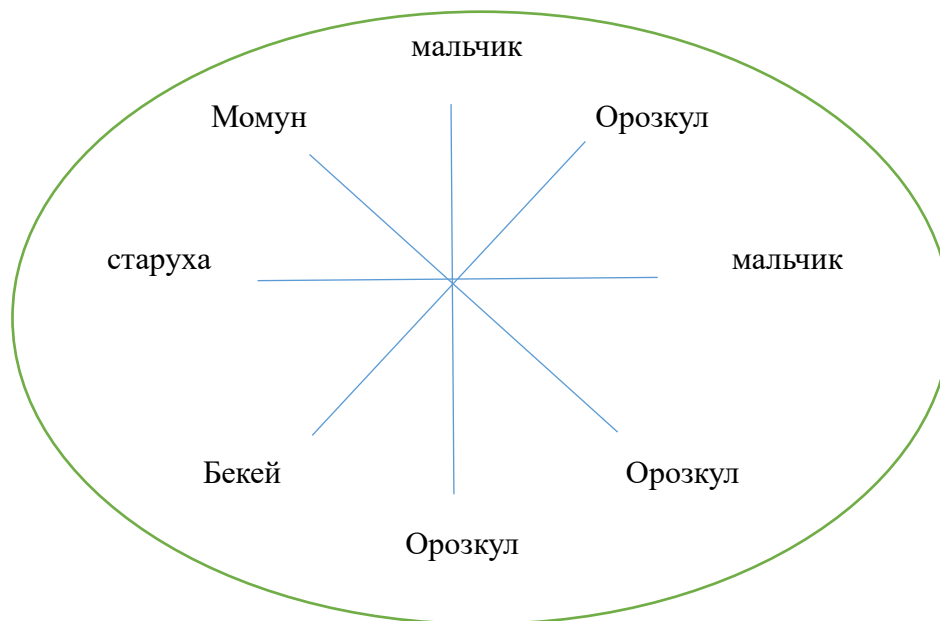 мальчик
Момун
Орозкул
старуха
мальчик
Бекей
Орозкул
Орозкул